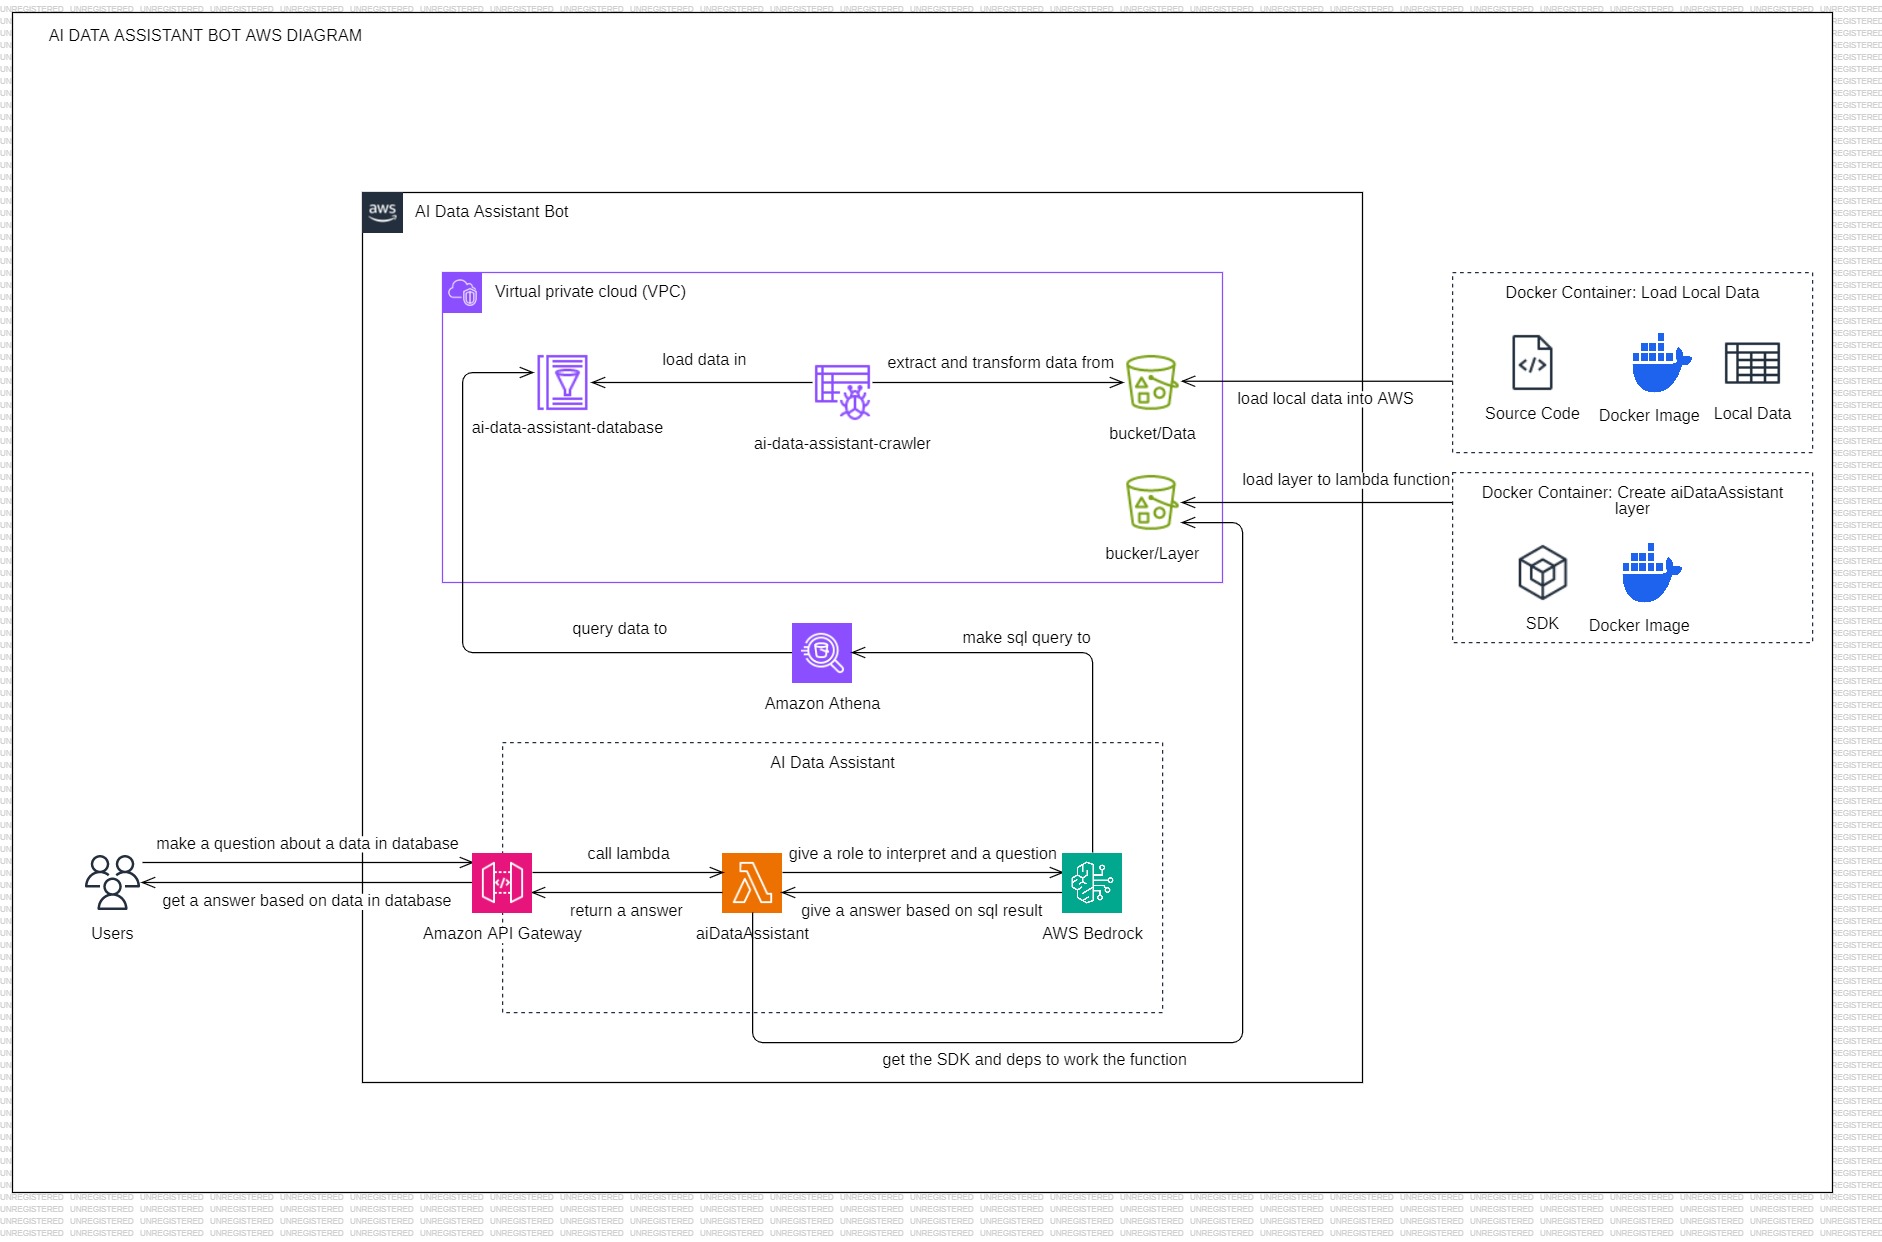 AI DATA ASSISTANT BOT AWS DIAGRAM
aws
AI Data Assistant Bot
Virtual private cloud (VPC)
load data in
extract and transform data from
ai-data-assistant-database
ai-data-assistant-crawler
bucket/Data
load local data into AWS
Docker Container: Load Local Data
Source Code
Docker Image
Local Data
bucker/Layer
load layer to lambda function
Docker Container: Create aiDataAssistant
layer
SDK
Docker Image
query data to
make sql query to
Amazon Athena
AI Data Assistant
make a question about a data in database
get a answer based on data in database
Users
call lambda
return a answer
Amazon API Gateway
give a role to interpret and a question
give a answer based on sql result
aiDataAssistant
AWS Bedrock
get the SDK and deps to work the function
UNREGISTERED